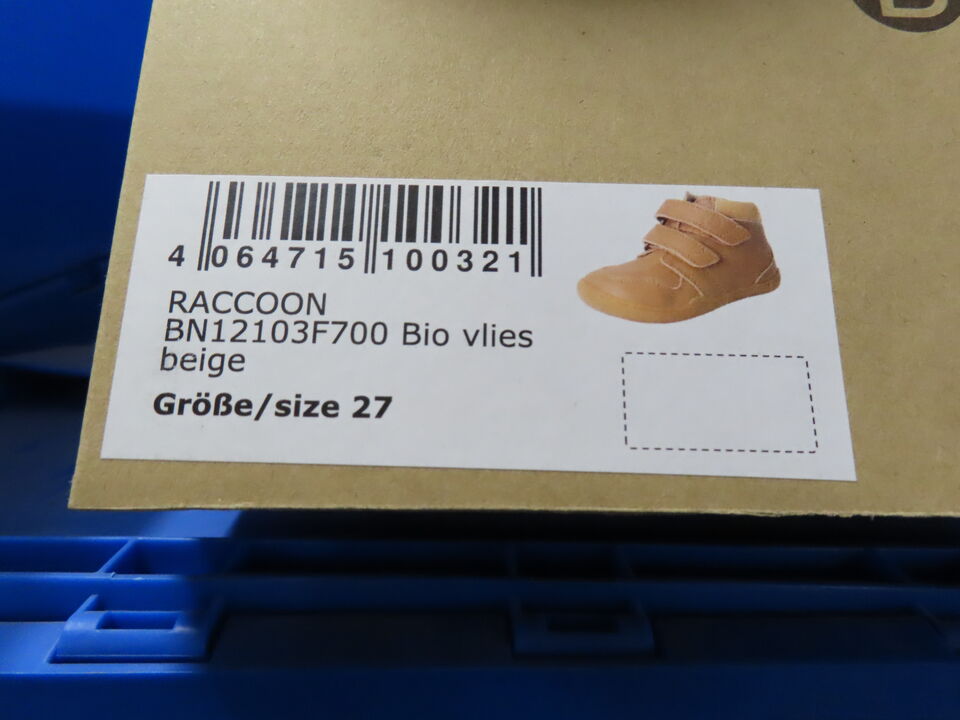 B
4 064715 100321
RACCOON
BN12103F700 Bio vlies
beige
Größe/size 27